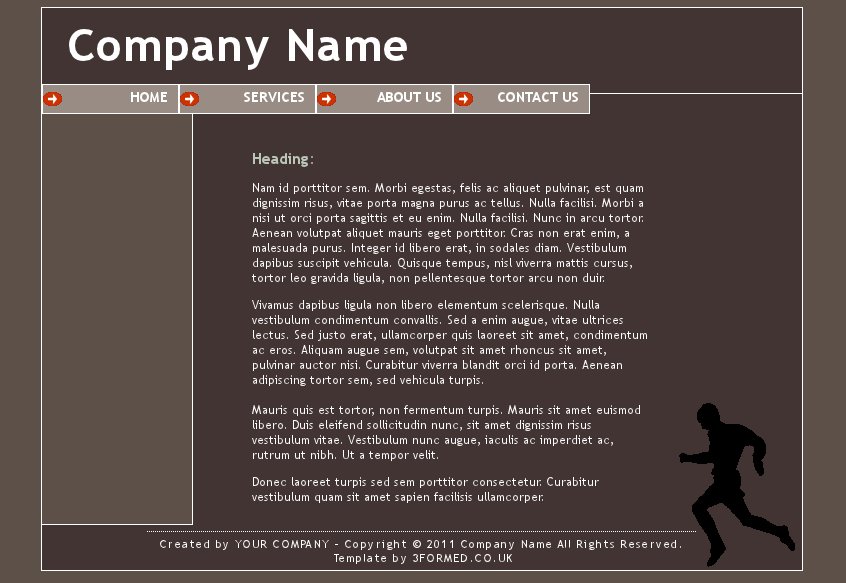 Company Name
HOME SERVICES ABOUT US CONTACT US
Heading:
Nam id porttitor sem. Morbi egestas, felis ac aliquet pulvinar, est quam
dignissim risus, vitae porta magna purus ac tellus. Nulla facilisi. Morbi a
nisi ut orci porta sagittis et eu enim. Nulla facilisi. Nunc in arcu tortor.
Aenean volutpat aliquet mauris eget porttitor. Cras non erat enim, a
malesuada purus. Integer id libero erat, in sodales diam. Vestibulum
dapibus suscipit vehicula. Quisque tempus, nisl viverra mattis cursus,
tortor leo gravida ligula, non pellentesque tortor arcu non duir.
Vivamus dapibus ligula non libero elementum scelerisque. Nulla
vestibulum condimentum convallis. Sed a enim augue, vitae ultrices
lectus. Sed justo erat, ullamcorper quis laoreet sit amet, condimentum
ac eros. Aliquam augue sem, volutpat sit amet rhoncus sit amet,
pulvinar auctor nisi. Curabitur viverra blandit orci id porta. Aenean
adipiscing tortor sem, sed vehicula turpis.
Mauris quis est tortor, non fermentum turpis. Mauris sit amet euismod
libero. Duis eleifend sollicitudin nunc, sit amet dignissim risus
vestibulum vitae. Vestibulum nunc augue, iaculis ac imperdiet ac,
rutrum ut nibh. Ut a tempor velit.
Donec laoreet turpis sed sem porttitor consectetur. Curabitur
vestibulum quam sit amet sapien facilisis ullamcorper.
Created by YOUR COMPANY - Copyright © 2011 Company Name All Rights Reserved.
Template by 3FORMED.CO.UK